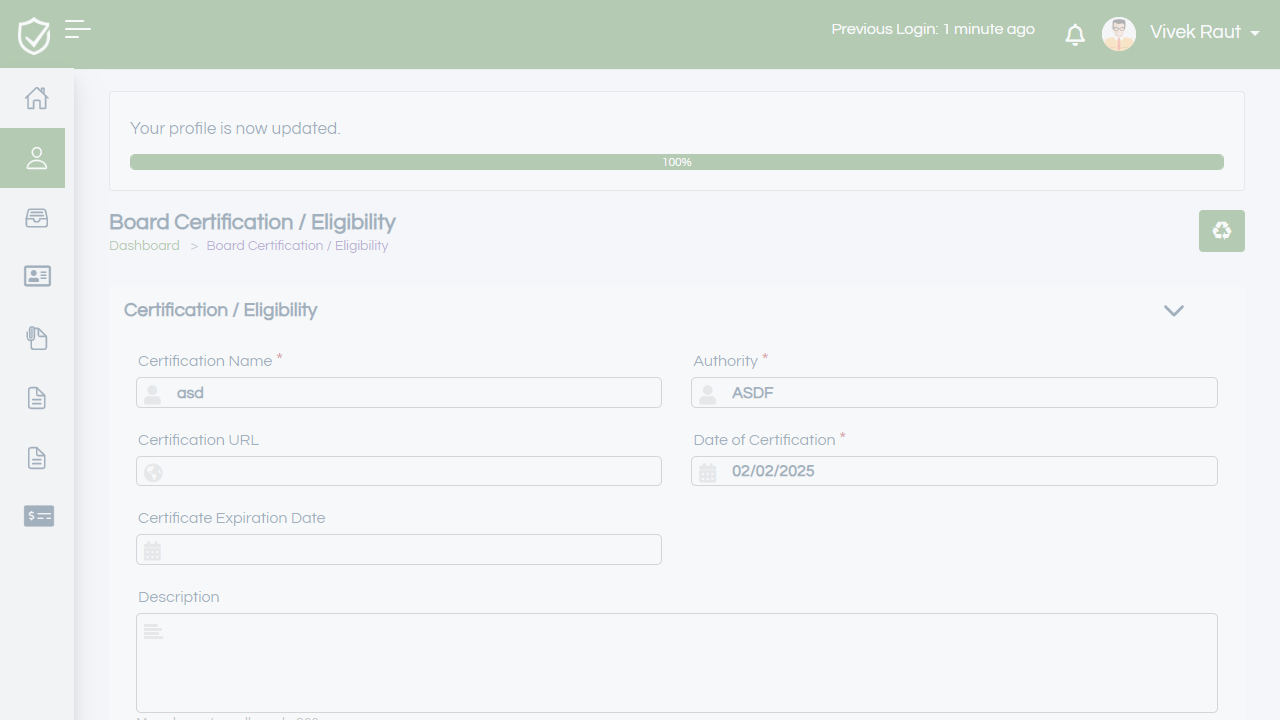 Previous Login: 1 minute ago
Vivek Raut
Your profile is now updated.
100%
Board Certification / Eligibility
Dashboard > Board Certification / Eligibility
Certification / Eligibility
Certification Name *
Authority *
asd
ASDF
Certification URL
Date of Certification *
02/02/2025
Certificate Expiration Date
Description